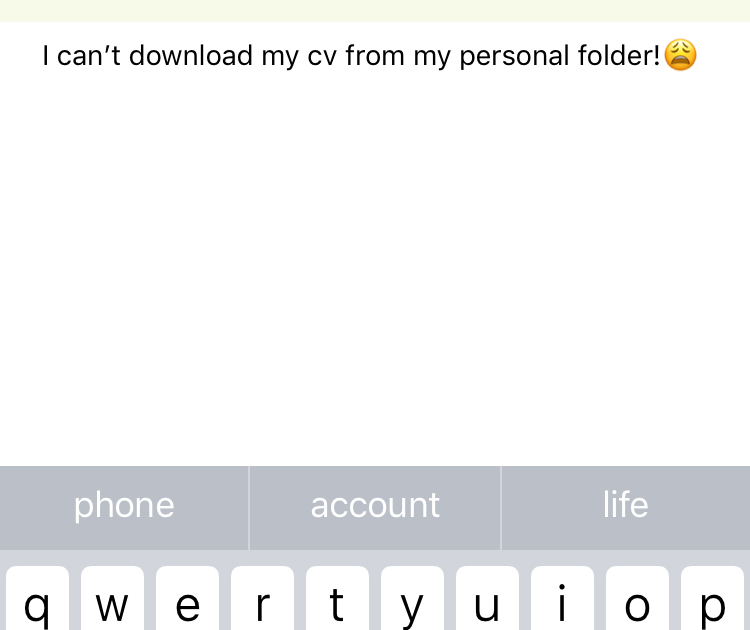 I can’t download my cv from my personal folder!😩
phone account life
q w e r t y u i o p